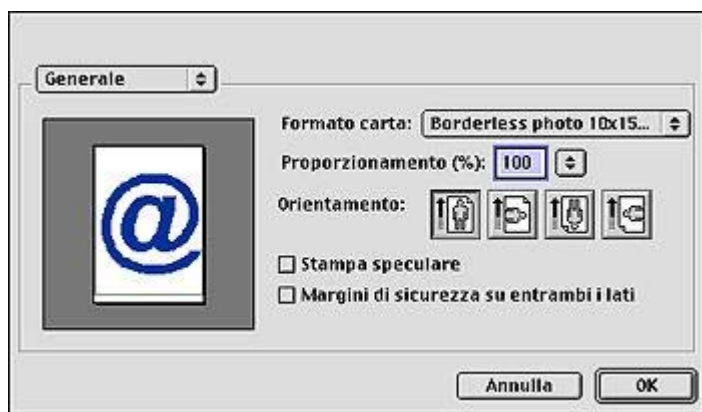 Generale
Formato carta: Borderless photo 10x15...
Proporzionamento (%): 100
@
Orientamento:
Stampa speculare
Margini di sicurezza su entrambi i lati
Annulla OK